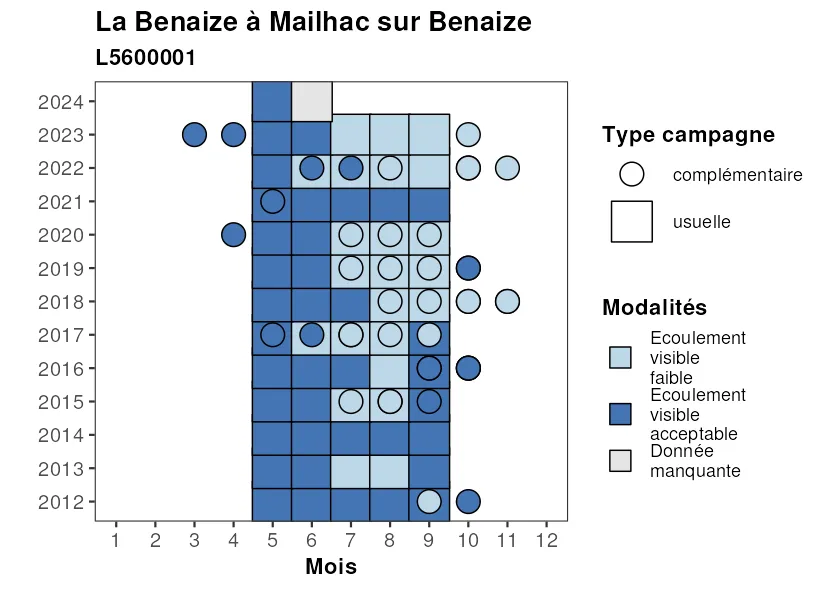 La Benaize à Mailhac sur Benaize
L5600001
2024
2023
2022
2021
2020
2019
2018
2017
2016
2015
2014
2013
2012
1 2 3 4 5 6 7 8 9 10 11 12
Mois
Type campagne
complémentaire
usuelle
Modalités
Ecoulement
visible
faible
Ecoulement
visible
acceptable
Donnée
manquante